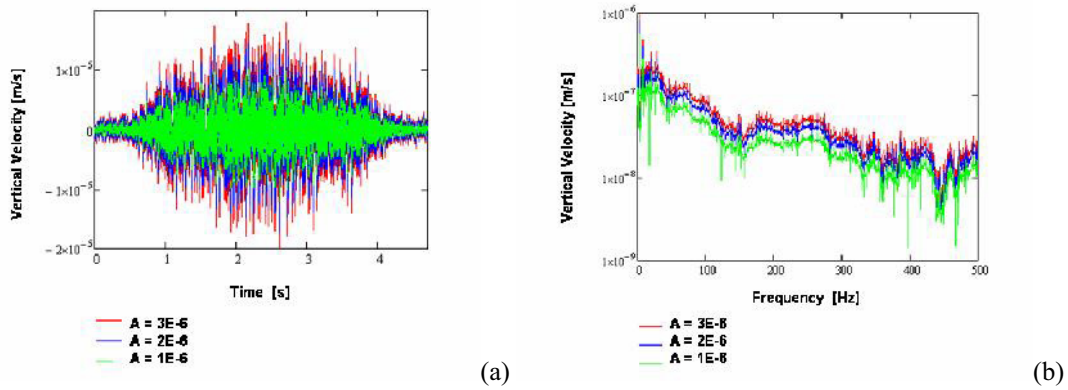 Vertical Velocity [m/s]
1×10⁻⁵
0
− 1×10⁻⁵
− 2×10⁻⁵
0 1 2 3 4
Time [s]
A = 3E-6
A = 2E-6
A = 1E-6
(a)
Vertical Velocity [m/s]
1×10⁻⁶
1×10⁻⁷
1×10⁻⁸
1×10⁻⁹
0 100 200 300 400 500
Frequency [Hz]
A = 3E-6
A = 2E-6
A = 1E-6
(b)